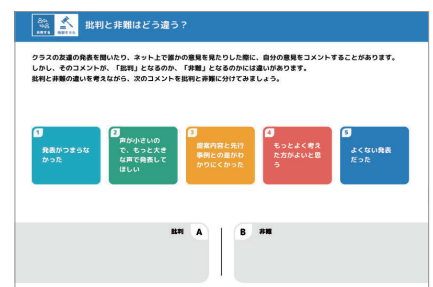 批判と非難はどう違う？
クラスの友達の発表を聞いたり、ネット上で誰かの意見を見たりした際に、自分の意見をコメントすることがあります。
しかし、そのコメントが、「批判」となるのか、「非難」となるのかには違いがあります。
批判と非難の違いを考えながら、次のコメントを批判と非難に分けてみましょう。
1
発表がつまらな
かった
2
声が小さいの
で、もっと大き
な声で発表して
ほしい
3
提案内容と先行
事例との差がわ
かりにくかった
4
もっとよく考え
た方がよいと思
う
5
よくない発表
だった
批判 A
B 非難